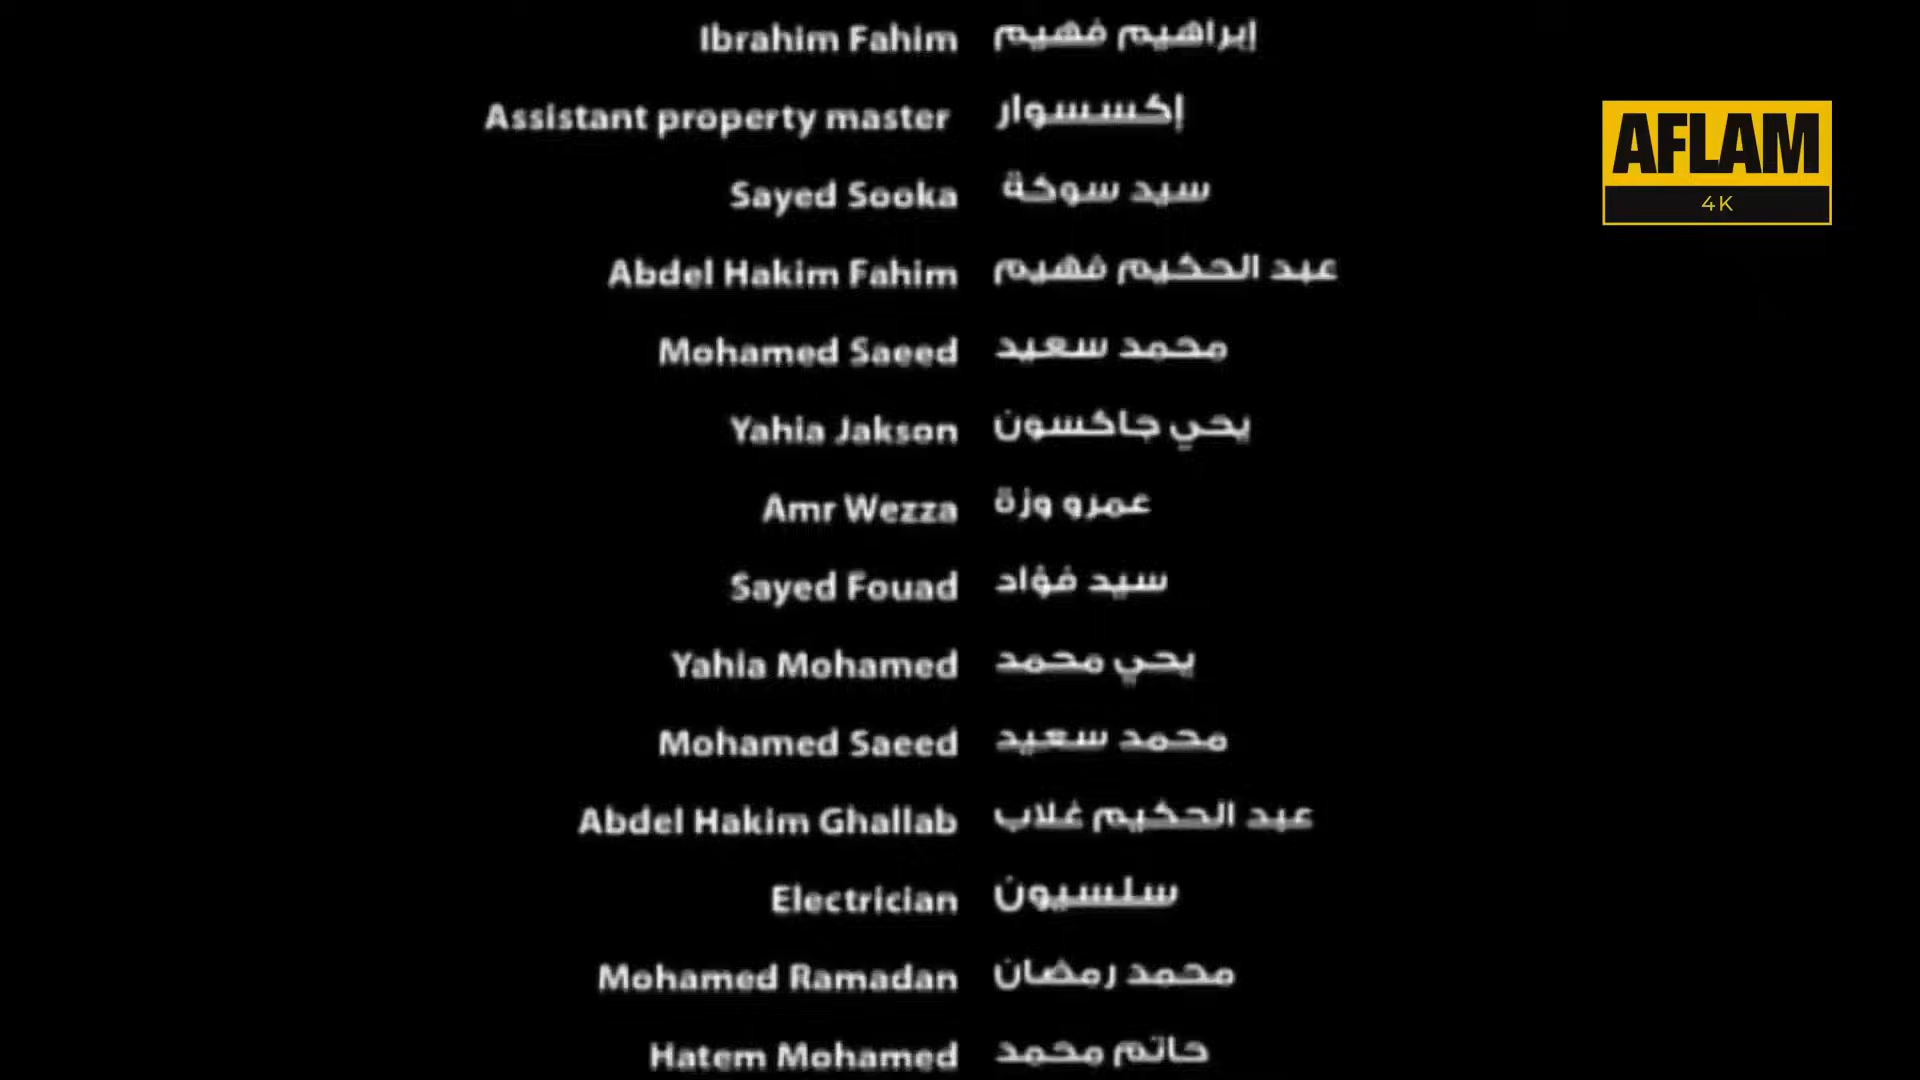 Ibrahim Fahim إبراهيم فهيم
Assistant property master إكسسوار
Sayed Sooka سيد سوكة
Abdel Hakim Fahim عبد الحكيم فهيم
Mohamed Saeed محمد سعيد
Yahia Jakson يحي جاكسون
Amr Wezza عمرو وزة
Sayed Fouad سيد فؤاد
Yahia Mohamed يحي محمد
Mohamed Saeed محمد سعيد
Abdel Hakim Ghallab عبد الحكيم غلاب
Electrician سلسيون
Mohamed Ramadan محمد رمضان
Hatem Mohamed حاتم محمد
AFLAM
4K